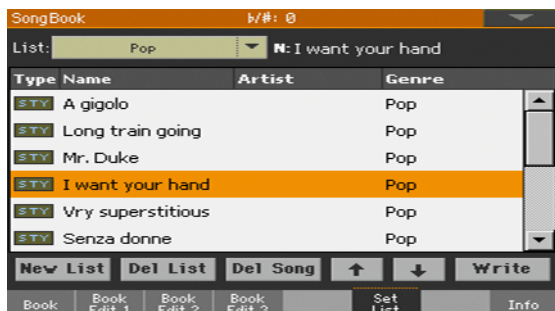 SongBook ♭/#: 0
List: Pop N: I want your hand
Type Name Artist Genre
STY A gigolo Pop
STY Long train going Pop
STY Mr. Duke Pop
STY I want your hand Pop
STY Vry superstitious Pop
STY Senza donne Pop
New List Del List Del Song Write
Book Book Edit 1 Book Edit 2 Book Edit 3 Set List Info